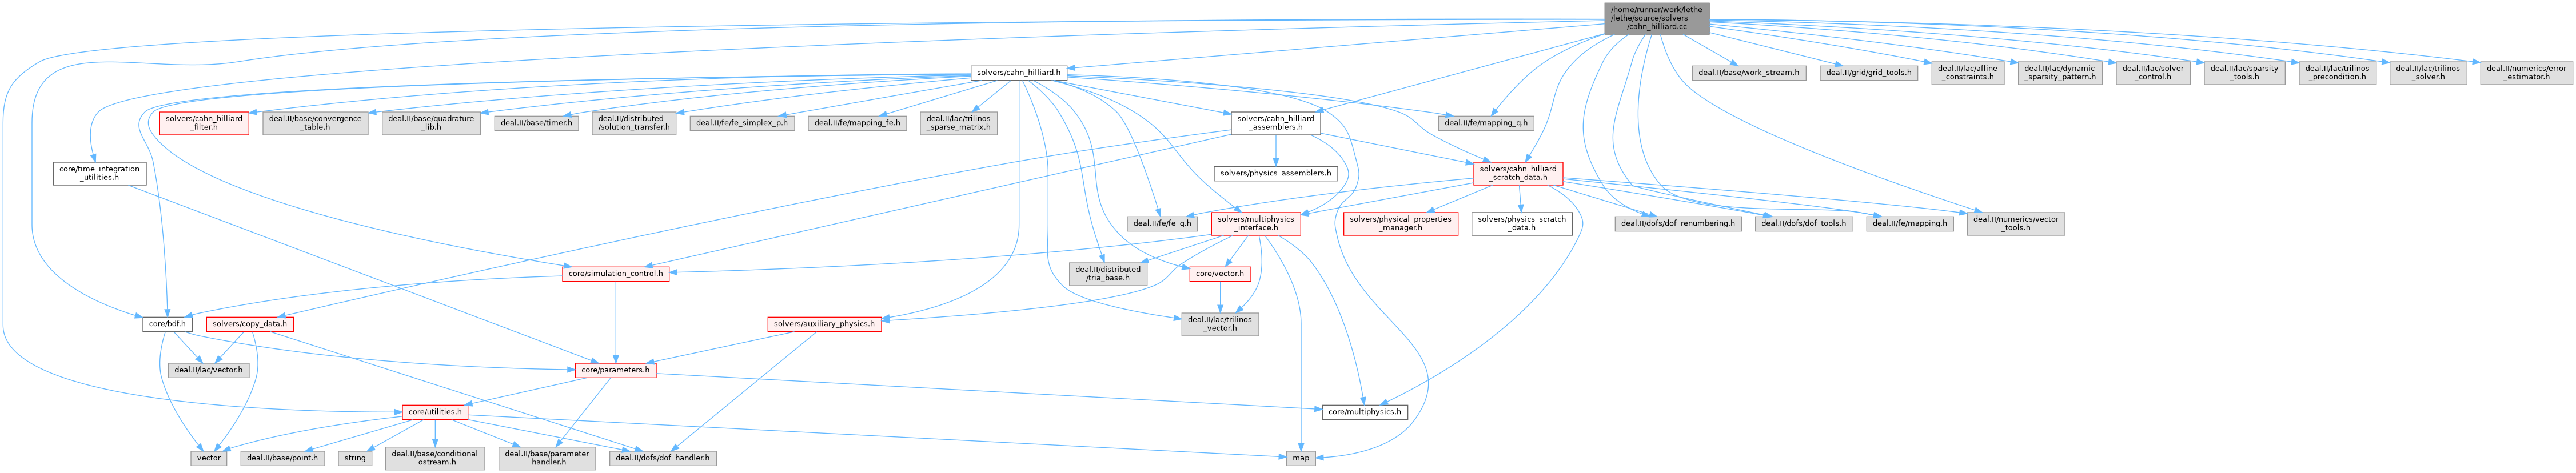 /home/runner/work/lethe
/lethe/source/solvers
/cahn_hilliard.cc
solvers/cahn_hilliard.h
deal.II/base/work_stream.h
deal.II/grid/grid_tools.h
deal.II/lac/affine
_constraints.h
deal.II/lac/dynamic
_sparsity_pattern.h
deal.II/lac/solver
_control.h
deal.II/lac/sparsity
_tools.h
deal.II/lac/trilinos
_precondition.h
deal.II/lac/trilinos
_solver.h
deal.II/numerics/error
_estimator.h
solvers/cahn_hilliard
_filter.h
deal.II/base/convergence
_table.h
deal.II/base/quadrature
_lib.h
deal.II/base/timer.h
deal.II/distributed
/solution_transfer.h
deal.II/fe/fe_simplex_p.h
deal.II/fe/mapping_fe.h
deal.II/lac/trilinos
_sparse_matrix.h
solvers/cahn_hilliard
_assemblers.h
deal.II/fe/mapping_q.h
core/time_integration
_utilities.h
solvers/physics_assemblers.h
solvers/cahn_hilliard
_scratch_data.h
deal.II/fe/fe_q.h
solvers/multiphysics
_interface.h
solvers/physical_properties
_manager.h
solvers/physics_scratch
_data.h
deal.II/dofs/dof_renumbering.h
deal.II/dofs/dof_tools.h
deal.II/fe/mapping.h
deal.II/numerics/vector
_tools.h
core/simulation_control.h
deal.II/distributed
/tria_base.h
core/vector.h
core/bdf.h
solvers/copy_data.h
solvers/auxiliary_physics.h
deal.II/lac/trilinos
_vector.h
deal.II/lac/vector.h
core/parameters.h
core/utilities.h
core/multiphysics.h
vector
deal.II/base/point.h
string
deal.II/base/conditional
_ostream.h
deal.II/base/parameter
_handler.h
deal.II/dofs/dof_handler.h
map